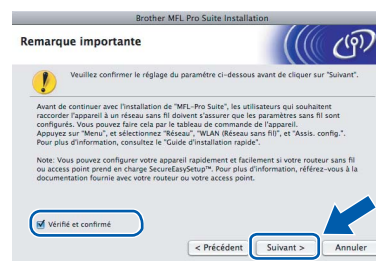 Brother MFL Pro Suite Installation
Remarque importante
Veuillez confirmer le réglage du paramétre ci-dessous avant de cliquer sur "Suivant".
Avant de continuer avec l'installation de "MFL-Pro Suite", les utilisateurs qui souhaitent
raccorder l'appareil à un réseau sans fil doivent s'assurer que les paramètres sans fil sont
configurés. Vous pouvez faire cela par le tableau de commande de l'appareil.
Appuyez sur "Menu", et sélectionnez "Réseau", "WLAN (Réseau sans fil)", et "Assis. config.".
Pour plus d'information, consultez le "Guide d'installation rapide".
Note: Vous pouvez configurer votre appareil rapidement et facilement si votre routeur sans fil
ou access point prend en charge SecureEasySetup™. Pour plus d'information, référez-vous à la
documentation fournie avec votre routeur ou votre access point.
Vérifié et confirmé
< Précédent
Suivant >
Annuler